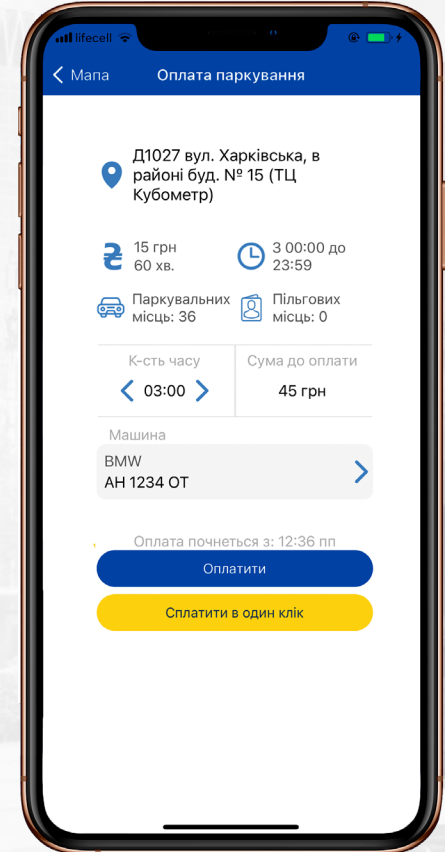 lifecell
Мапа
Оплата паркування
Д1027 вул. Харківська, в
районі буд. № 15 (ТЦ
Кубометр)
₴ 15 грн
60 хв.
З 00:00 до
23:59
Паркувальних
місць: 36
Пільгових
місць: 0
К-сть часу
03:00
Сума до оплати
45 грн
Машина
BMW
АН 1234 ОТ
Оплата почнеться з: 12:36 пп
Оплатити
Сплатити в один клік